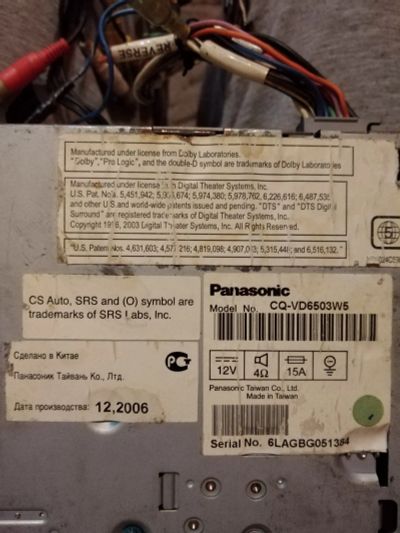 REVERSE
Manufactured under license from Dolby Laboratories.
"Dolby", "Pro Logic", and the double-D symbol are trademarks of Dolby Laboratories
Manufactured under license Digital Theater Systems, Inc.
U.S. Pat. No's. 5,451,942; 5,974,380; 5,978,762; 6,226,616; 6,487,535
and other U.S. and world-wide patents issued and pending. "DTS" and "DTS Digital
Surround" are registered trademarks of Digital Theater Systems, Inc.
Copyright 1996, 2003 Digital Theater Systems, Inc. All Rights Reserved.
"U.S. Patent Nos. 4,631,603; 4,819,098; 4,907,093; 5,315,448; and 6,516,132."
5
CS Auto, SRS and (O) symbol are
trademarks of SRS Labs, Inc.
Panasonic
Model No. CQ-VD6503W5
12V 4Ω 15A
Panasonic Taiwan Co., Ltd.
Made in Taiwan
Serial No. 6LAGBG051384
Сделано в Китае
Панасоник Тайвань Ко., Лтд.
Дата производства: 12,2006